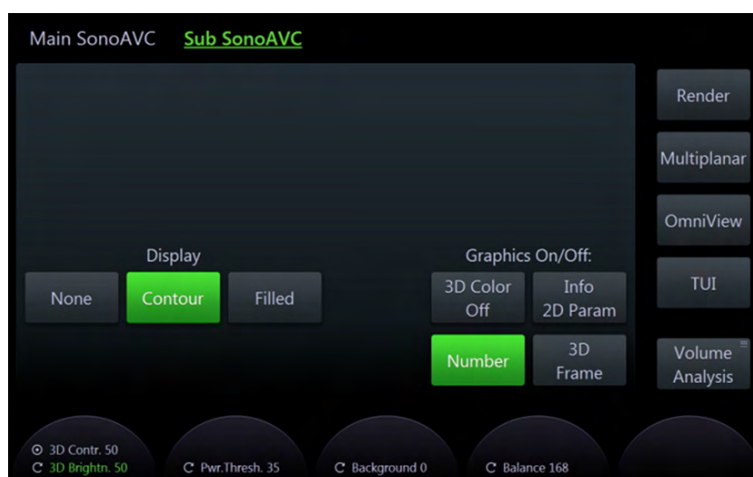 Main SonoAVC Sub SonoAVC
Render
Multiplanar
OmniView
Display Graphics On/Off:
None Contour Filled 3D Color Off Info 2D Param TUI
Number 3D Frame Volume Analysis
3D Contr. 50
3D Brightn. 50 Pwr.Thresh. 35 Background 0 Balance 168